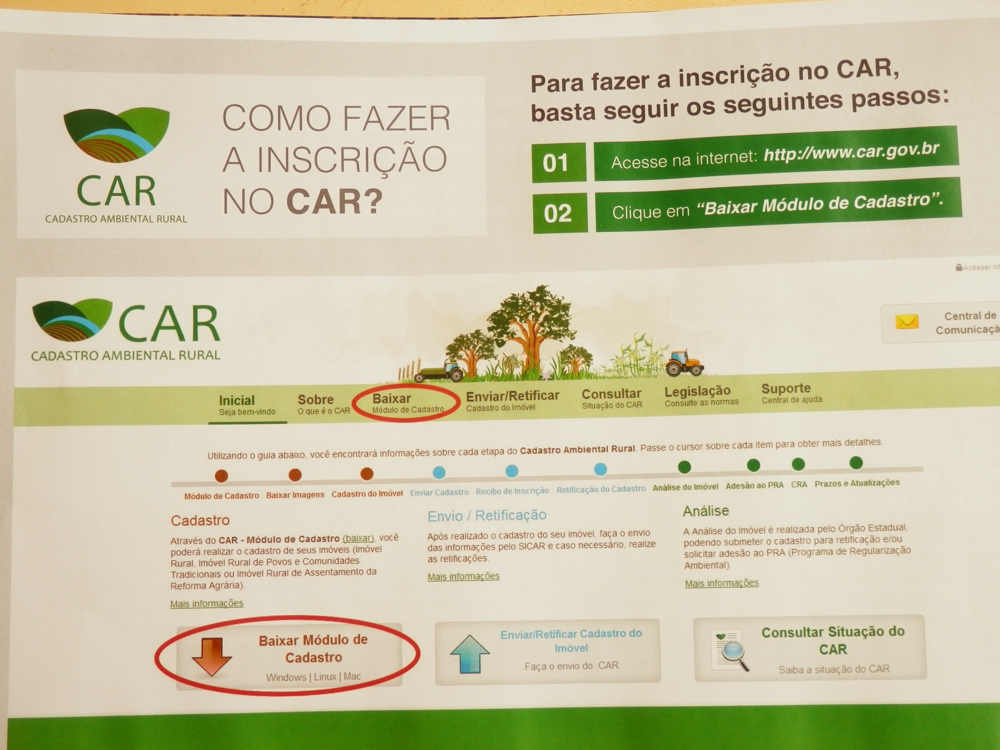 COMO FAZER
A INSCRIÇÃO
NO CAR?
CAR
CADASTRO AMBIENTAL RURAL
Para fazer a inscrição no CAR,
basta seguir os seguintes passos:
01 Acesse na internet: http://www.car.gov.br
02 Clique em “Baixar Módulo de Cadastro”.
Acessar
CAR
CADASTRO AMBIENTAL RURAL
Central de
Comunicaçã
Inicial
Seja bem-vindo
Sobre
O que é o CAR
Baixar
Módulo de Cadastro
Enviar/Retificar
Cadastro do Imóvel
Consultar
Situação do CAR
Legislação
Consulte as normas
Suporte
Central de ajuda
Utilizando o guia abaixo, você encontrará informações sobre cada etapa do Cadastro Ambiental Rural. Passe o cursor sobre cada item para obter mais detalhes.
Módulo de Cadastro Baixar Imagens Cadastro do Imóvel Enviar Cadastro Recibo de Inscrição Retificação do Cadastro Análise do Imóvel Adesão ao PRA CRA Prazos e Atualizações
Cadastro
Através do CAR - Módulo de Cadastro (baixar), você
poderá realizar o cadastro de seus imóveis (Imóvel
Rural, Imóvel Rural de Povos e Comunidades
Tradicionais ou Imóvel Rural de Assentamento da
Reforma Agrária).
Mais informações
Envio / Retificação
Após realizado o cadastro do seu imóvel, faça o envio
das informações pelo SICAR e caso necessário, realize
as retificações.
Mais informações
Análise
A Análise do Imóvel é realizada pelo Órgão Estadual,
podendo submeter o cadastro para retificação e/ou
solicitar adesão ao PRA (Programa de Regularização
Ambiental).
Mais informações
Baixar Módulo de
Cadastro
Windows | Linux | Mac
Enviar/Retificar Cadastro do
Imóvel
Faça o envio do .CAR
Consultar Situação do
CAR
Saiba a situação do CAR